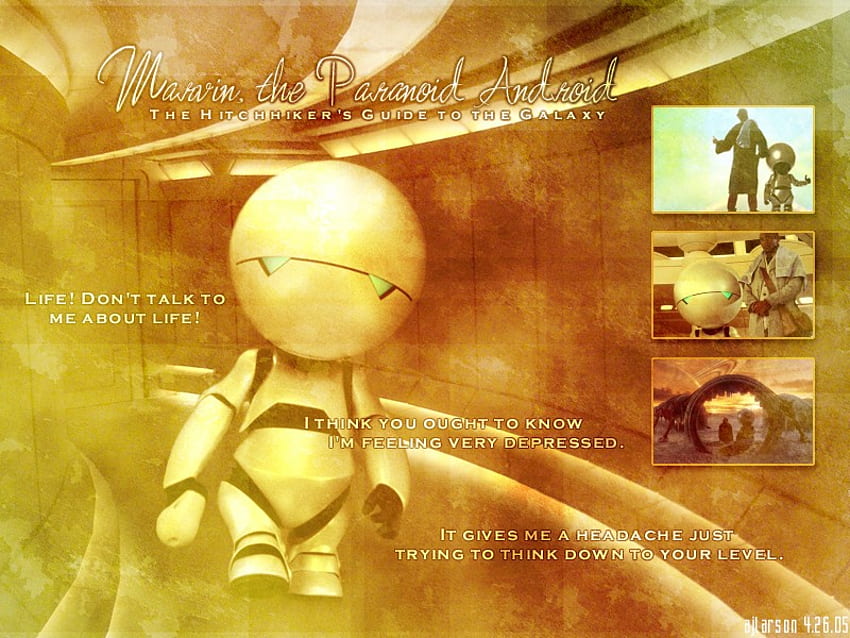 Marvin, the Paranoid Android
The Hitchhiker's Guide to the Galaxy
Life! Don't talk to
me about life!
I think you ought to know
I'm feeling very depressed.
It gives me a headache just
trying to think down to your level.
ajlarson 4.26.05